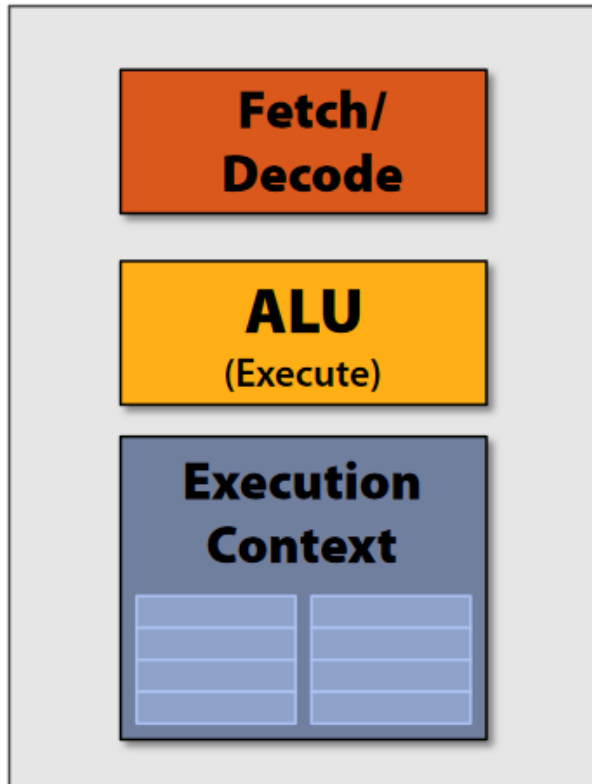 Fetch/
Decode
ALU
(Execute)
Execution
Context